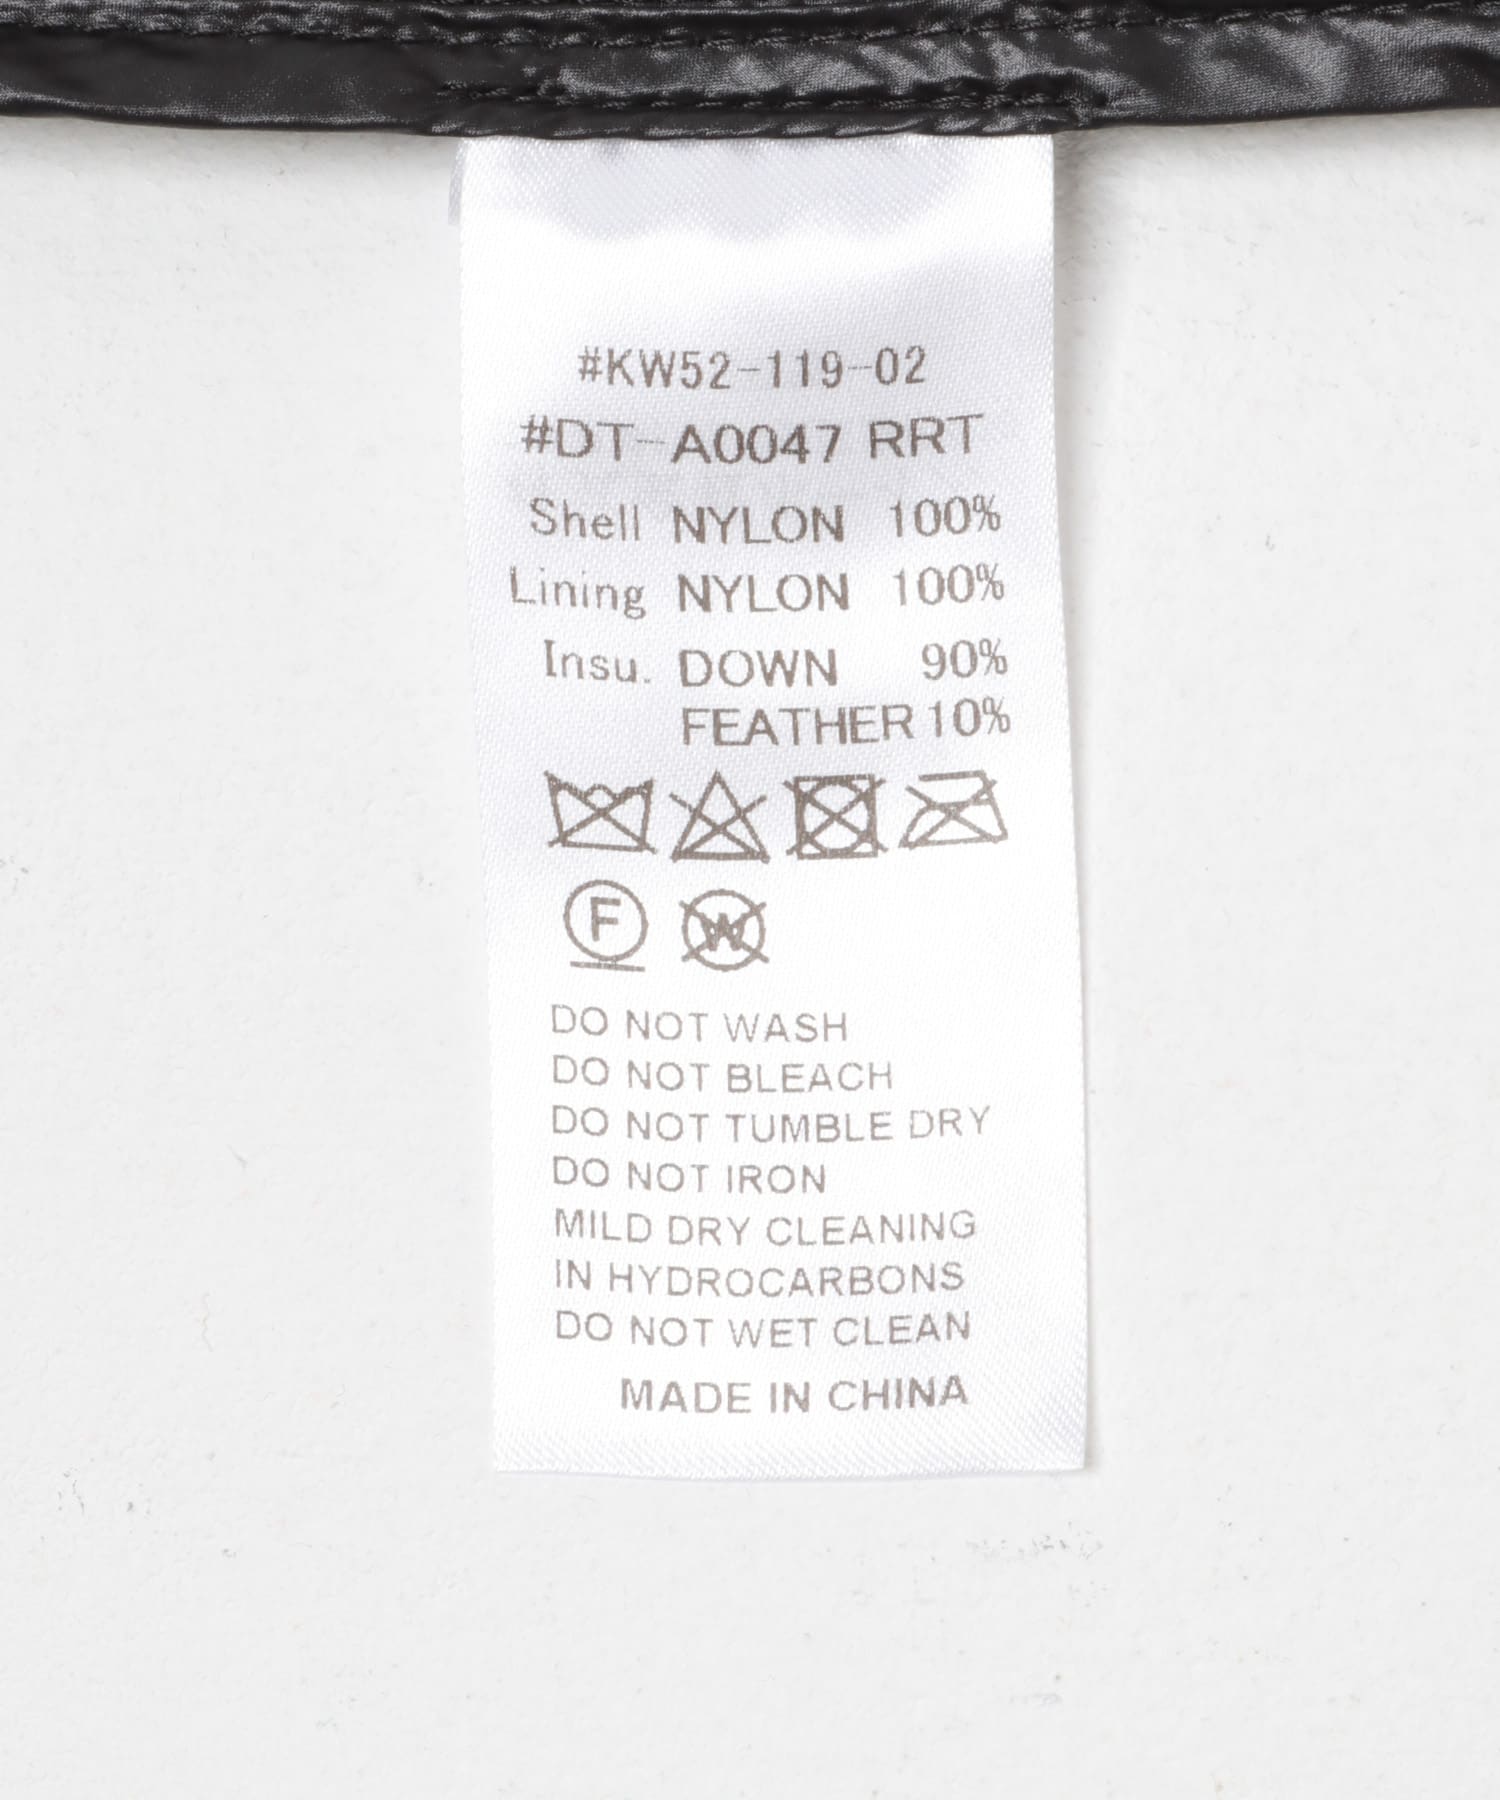 #KW52-119-02
#DT-A0047 RRT
Shell NYLON 100%
Lining NYLON 100%
Insu. DOWN 90%
FEATHER 10%
F W
DO NOT WASH
DO NOT BLEACH
DO NOT TUMBLE DRY
DO NOT IRON
MILD DRY CLEANING
IN HYDROCARBONS
DO NOT WET CLEAN
MADE IN CHINA